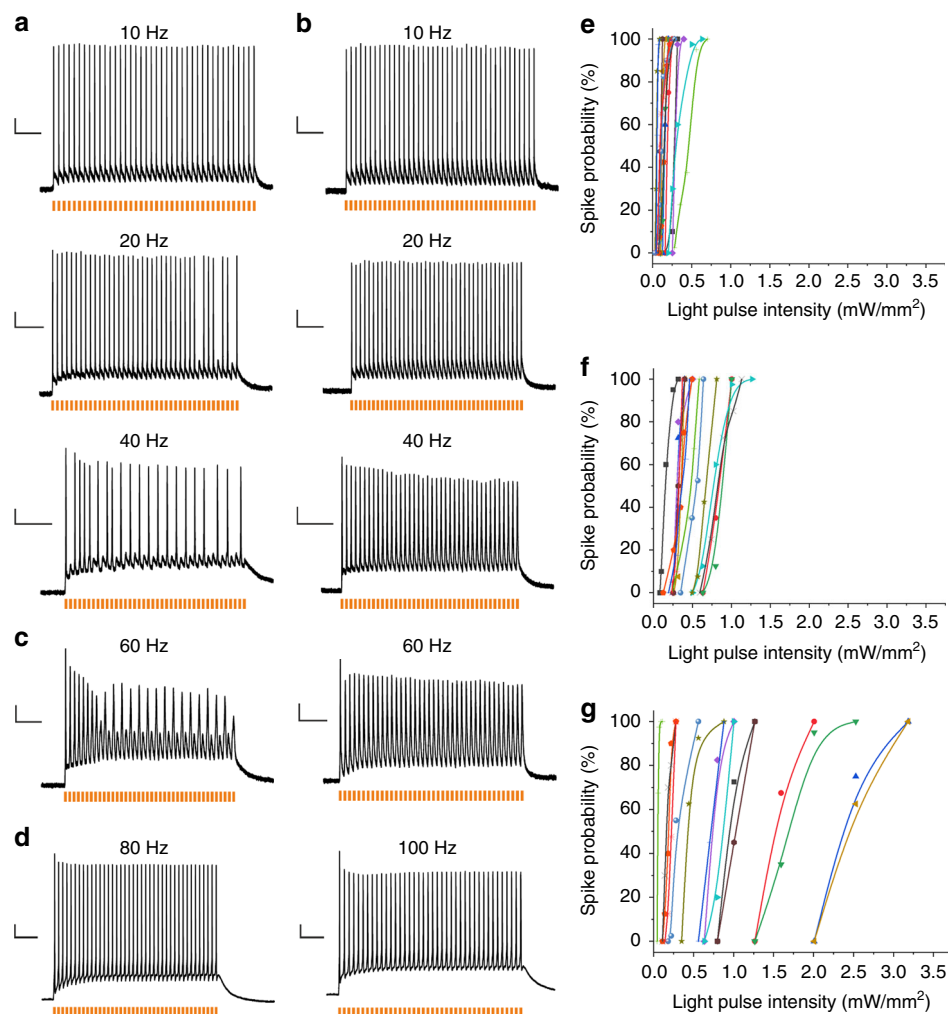 a
10 Hz
20 Hz
40 Hz
b
10 Hz
20 Hz
40 Hz
c
60 Hz
60 Hz
d
80 Hz
100 Hz
e
Spike probability (%)
100
80
60
40
20
0
0.0 0.5 1.0 1.5 2.0 2.5 3.0 3.5
Light pulse intensity (mW/mm²)
f
Spike probability (%)
100
80
60
40
20
0
0.0 0.5 1.0 1.5 2.0 2.5 3.0 3.5
Light pulse intensity (mW/mm²)
g
Spike probability (%)
100
80
60
40
20
0
0.0 0.5 1.0 1.5 2.0 2.5 3.0 3.5
Light pulse intensity (mW/mm²)